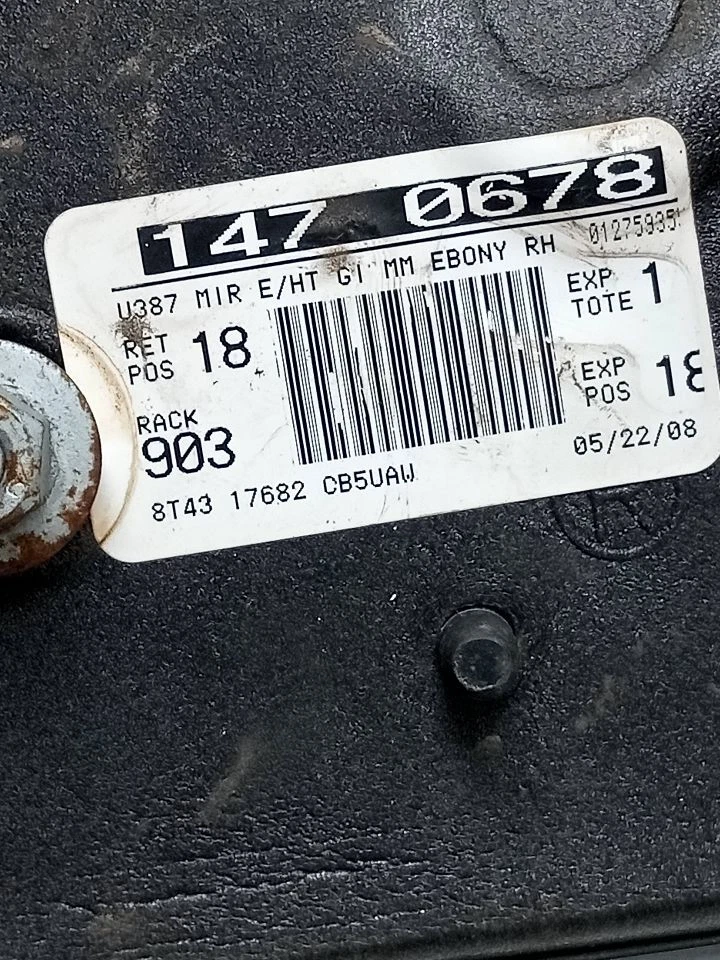 147 0678
01275935
U387 MIR E/HT GI MM EBONY RH
RET POS 18
EXP TOTE 1
RACK 903
EXP POS 18
05/22/08
8T43 17682 CB5UAW
R